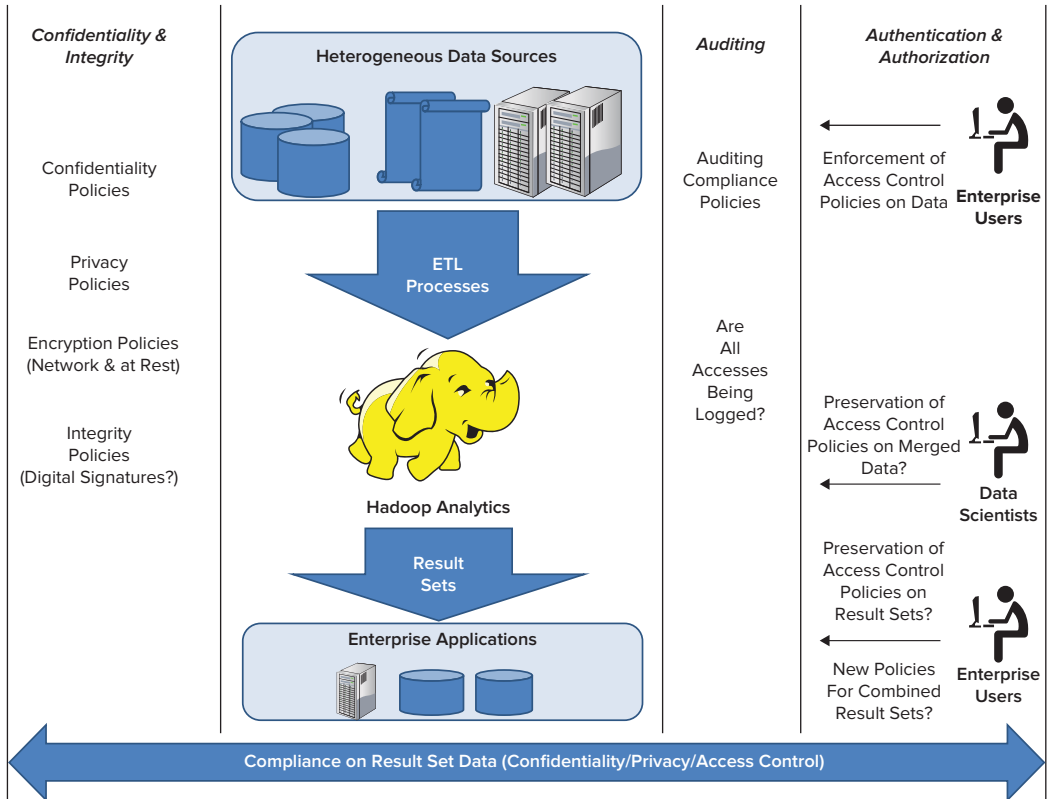 Confidentiality &
Integrity
Confidentiality
Policies
Privacy
Policies
Encryption Policies
(Network & at Rest)
Integrity
Policies
(Digital Signatures?)
Heterogeneous Data Sources
ETL
Processes
Hadoop Analytics
Result
Sets
Enterprise Applications
Auditing
Auditing
Compliance
Policies
Are
All
Accesses
Being
Logged?
Authentication &
Authorization
Enforcement of
Access Control
Policies on Data
Enterprise
Users
Preservation of
Access Control
Policies on Merged
Data?
Data
Scientists
Preservation of
Access Control
Policies on
Result Sets?
New Policies
For Combined
Result Sets?
Enterprise
Users
Compliance on Result Set Data (Confidentiality/Privacy/Access Control)